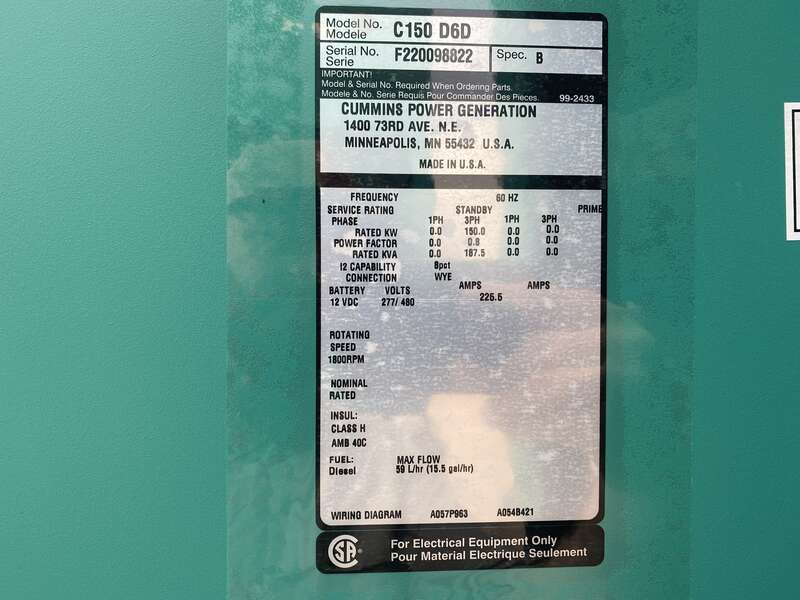 Model No. C150 D6D
Modele
Serial No. F220098822 Spec. B
Serie
IMPORTANT!
Model & Serial No. Required When Ordering Parts.
Modele & No. Serie Requis Pour Commander Des Pieces. 99-2433
CUMMINS POWER GENERATION
1400 73RD AVE. N.E.
MINNEAPOLIS, MN 55432 U.S.A.
MADE IN U.S.A.
FREQUENCY 60 HZ
SERVICE RATING STANDBY PRIME
PHASE 1PH 3PH 1PH 3PH
RATED KW 0.0 150.0 0.0 0.0
POWER FACTOR 0.0 0.8 0.0 0.0
RATED KVA 0.0 187.5 0.0 0.0
I2 CAPABILITY 8pct
CONNECTION WYE
BATTERY VOLTS AMPS AMPS
12 VDC 277/ 480 225.5
ROTATING
SPEED
1800RPM
NOMINAL
RATED
INSUL:
CLASS H
AMB 40C
FUEL: MAX FLOW
Diesel 59 L/hr (15.5 gal/hr)
WIRING DIAGRAM A057P963 A054B421
SA For Electrical Equipment Only
Pour Material Electrique Seulement